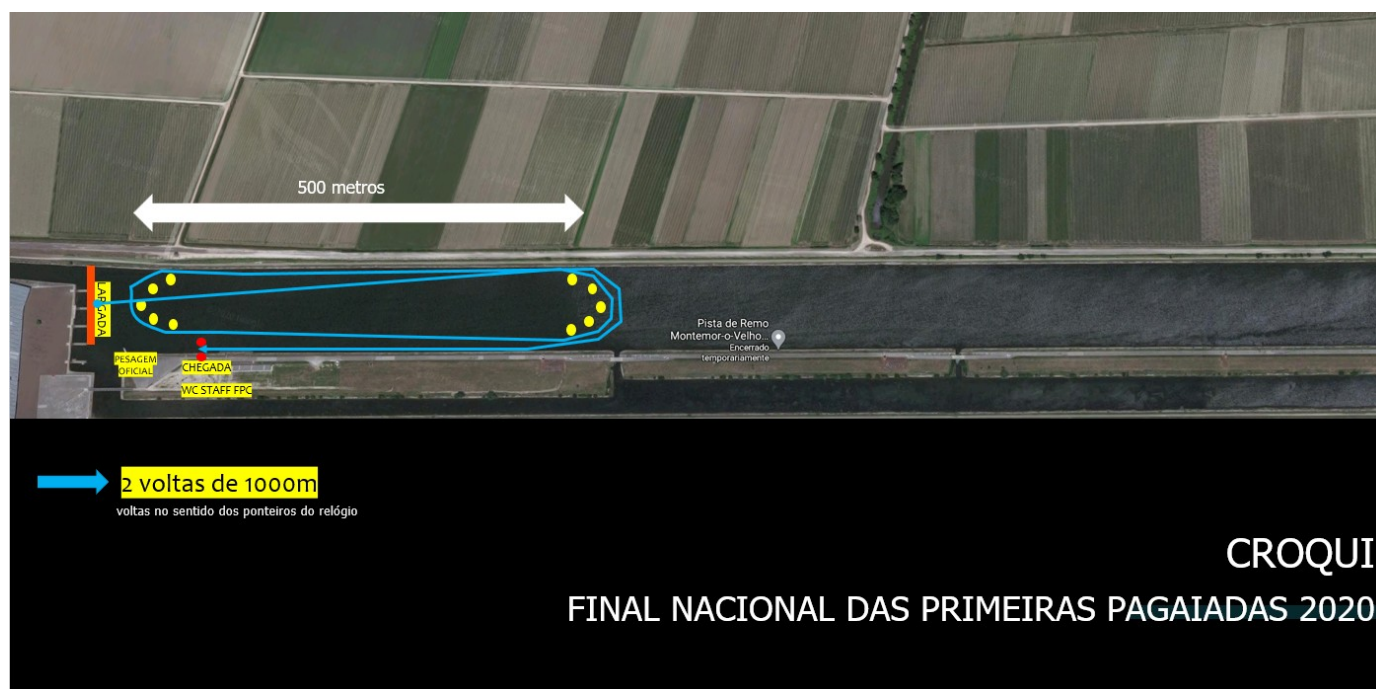 500 metros
LARGADA
Pista de Remo
Montemor-o-Velho...
Encerrado
temporariamente
PESAGEM
OFICIAL
CHEGADA
WC STAFF FPC
2 voltas de 1000m
voltas no sentido dos ponteiros do relógio
CROQUI
FINAL NACIONAL DAS PRIMEIRAS PAGAIADAS 2020